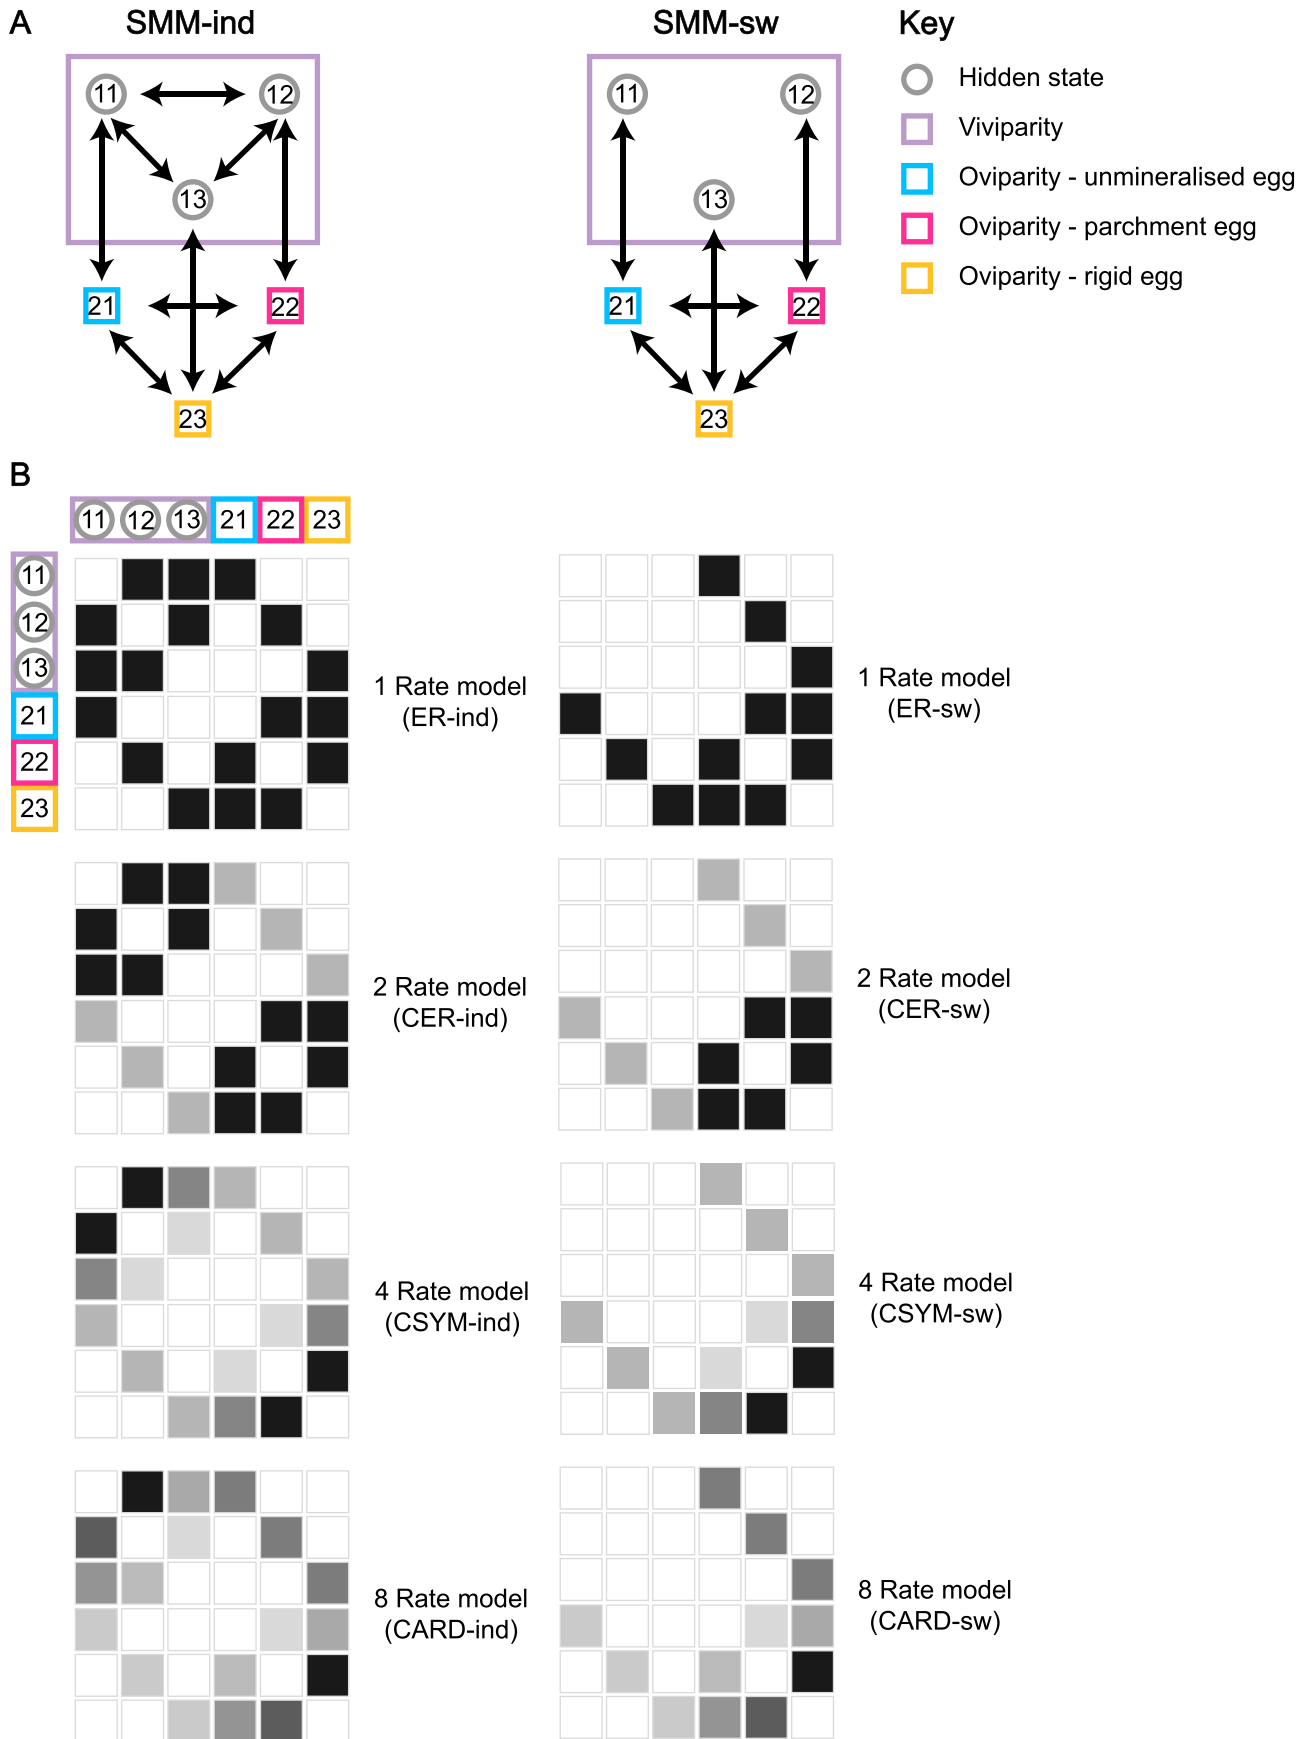 A
SMM-ind
SMM-sw
Key
11
12
13
21
22
23
11
12
13
21
22
23
Hidden state
Viviparity
Oviparity - unmineralised egg
Oviparity - parchment egg
Oviparity - rigid egg
B
11 12 13 21 22 23
11
12
13
21
22
23
1 Rate model
(ER-ind)
1 Rate model
(ER-sw)
2 Rate model
(CER-ind)
2 Rate model
(CER-sw)
4 Rate model
(CSYM-ind)
4 Rate model
(CSYM-sw)
8 Rate model
(CARD-ind)
8 Rate model
(CARD-sw)